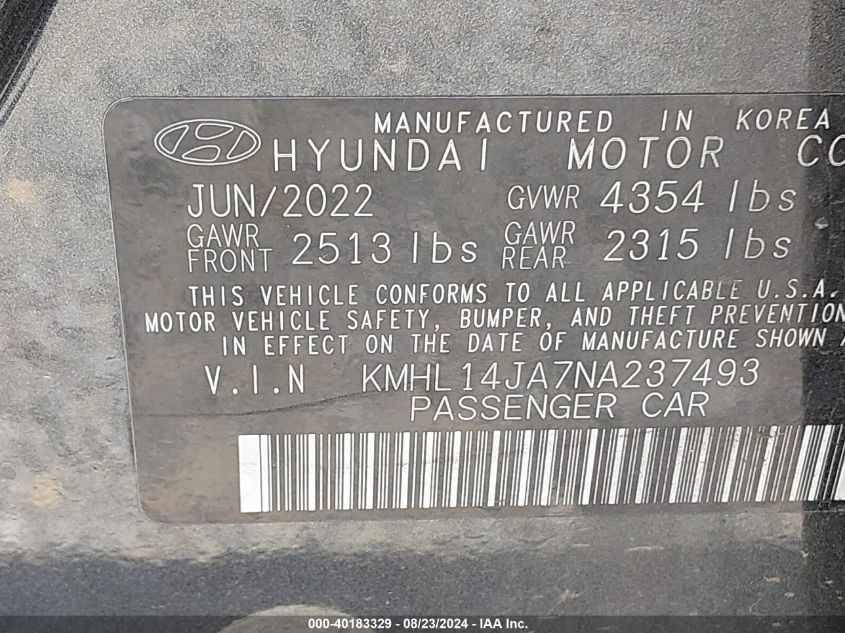 MANUFACTURED IN KOREA
HYUNDAI MOTOR CO
JUN/2022 GVWR 4354 lbs
GAWR FRONT 2513 lbs GAWR REAR 2315 lbs
THIS VEHICLE CONFORMS TO ALL APPLICABLE U.S.A.
MOTOR VEHICLE SAFETY, BUMPER, AND THEFT PREVENTION
IN EFFECT ON THE DATE OF MANUFACTURE SHOWN
V.I.N KMHL14JA7NA237493
PASSENGER CAR
000-40183329 - 08/23/2024 - IAA Inc.